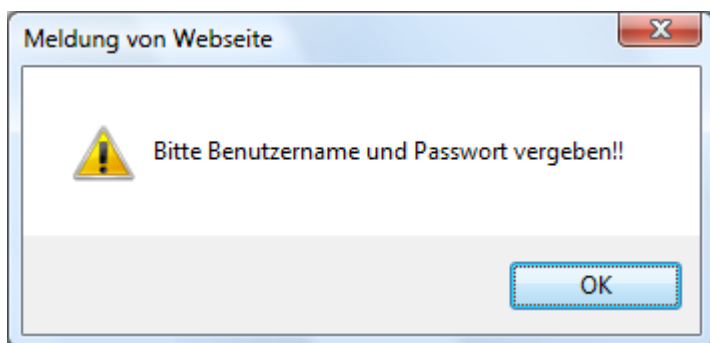 Meldung von Webseite
Bitte Benutzername und Passwort vergeben!!
OK